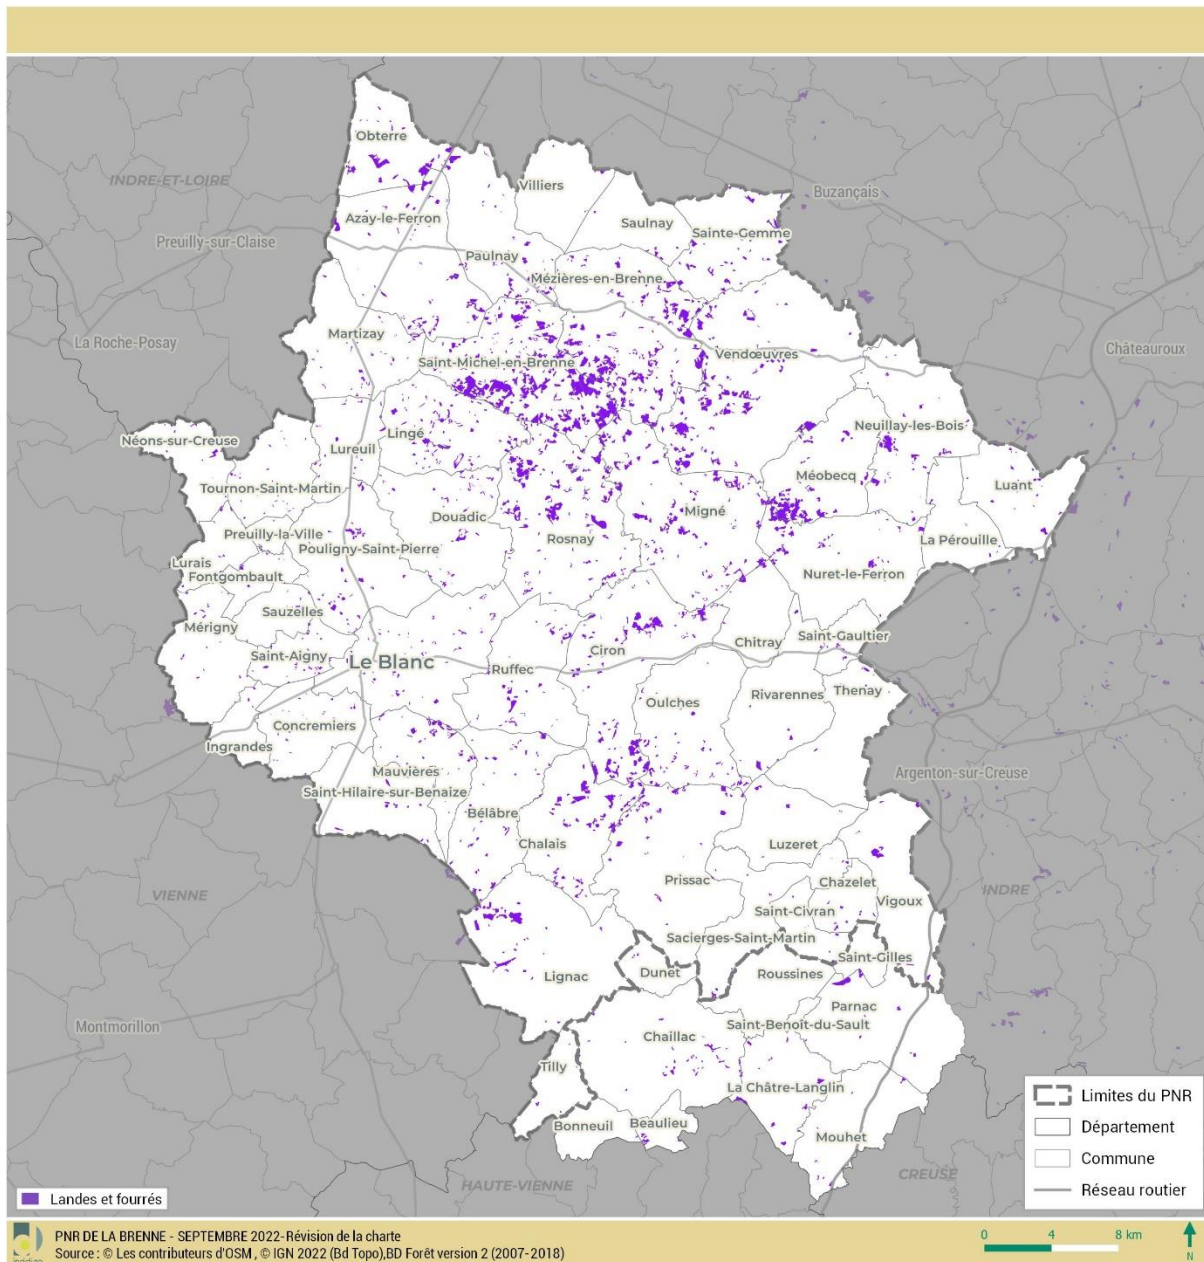 Obterre
INDRE-ET-LOIRE
Villiers
Buzançais
Azay-le-Ferron
Saulnay
Sainte-Gemme
Preuilly-sur-Claise
Paulnay
Mézières-en-Brenne
Martizay
La Roche-Posay
Châteauroux
Vendœuvres
Saint-Michel-en-Brenne
Neuillay-les-Bois
Lingé
Néons-sur-Creuse
Lureuil
Méobecq
Luant
Tournon-Saint-Martin
Migné
Douadic
Preuilly-la-Ville
Rosnay
La Pérouille
Pouligny-Saint-Pierre
Lurais
Fontgombault
Nuret-le-Ferron
Sauzelles
Mérigny
Saint-Gaultier
Chitray
Ciron
Saint-Aigny
Le Blanc
Ruffec
Rivarennes
Thenay
Oulches
Concremiers
Ingrandes
Argenton-sur-Creuse
Mauvières
Saint-Hilaire-sur-Benaize
Bélâbre
Chalais
Luzeret
Prissac
Chazelet
VIENNE
INDRE
Vigoux
Saint-Civran
Sacierges-Saint-Martin
Saint-Gilles
Dunet
Roussines
Lignac
Parnac
Montmorillon
Saint-Benoît-du-Sault
Chaillac
Tilly
La Châtre-Langlin
Beaulieu
Bonneuil
Mouhet
CREUSE
HAUTE-VIENNE
Limites du PNR
Département
Commune
Réseau routier
Landes et fourrés
PNR DE LA BRENNE - SEPTEMBRE 2022-Révision de la charte
Source : © Les contributeurs d'OSM , © IGN 2022 (Bd Topo),BD Forêt version 2 (2007-2018)
0 4 8 km
N